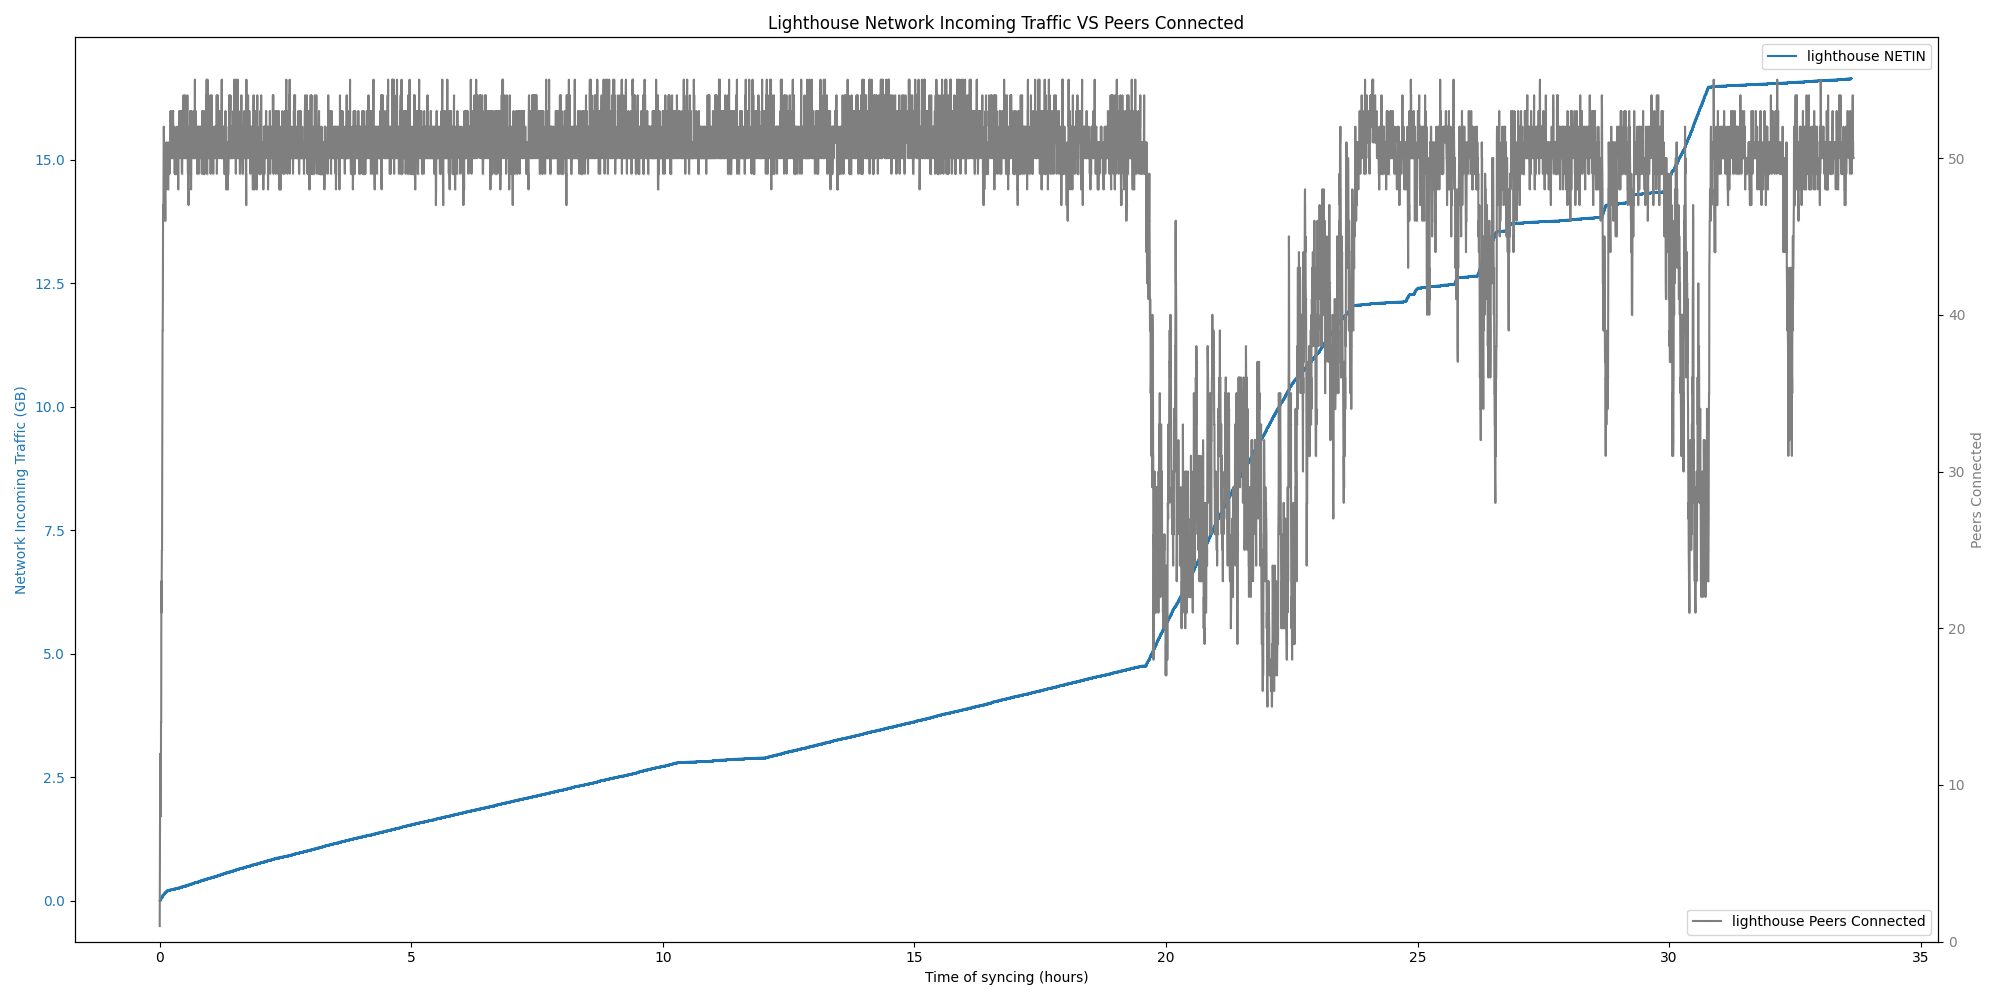 Lighthouse Network Incoming Traffic VS Peers Connected
lighthouse NETIN
15.0
12.5
10.0
7.5
5.0
2.5
0.0
Network Incoming Traffic (GB)
50
40
30
20
10
0
Peers Connected
lighthouse Peers Connected
0 5 10 15 20 25 30 35
Time of syncing (hours)